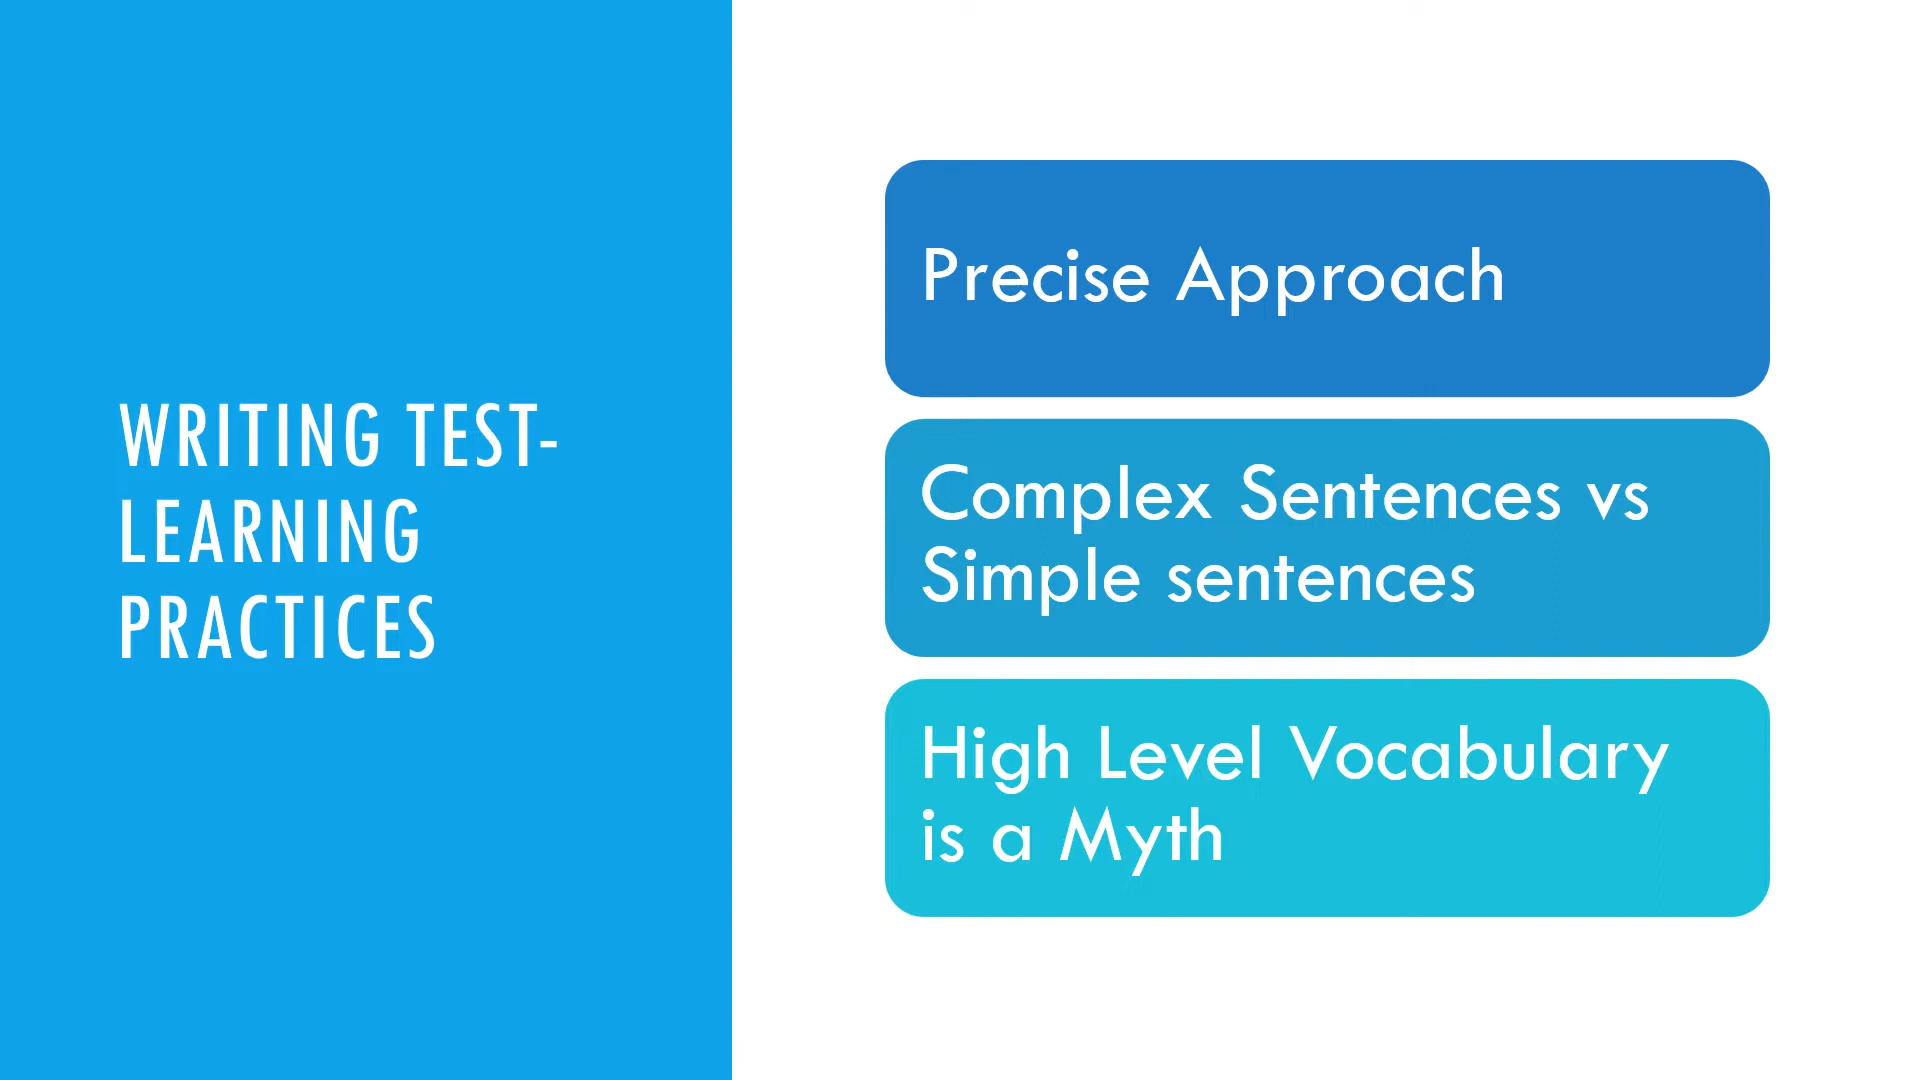 WRITING TEST-
LEARNING
PRACTICES
Precise Approach
Complex Sentences vs
Simple sentences
High Level Vocabulary
is a Myth